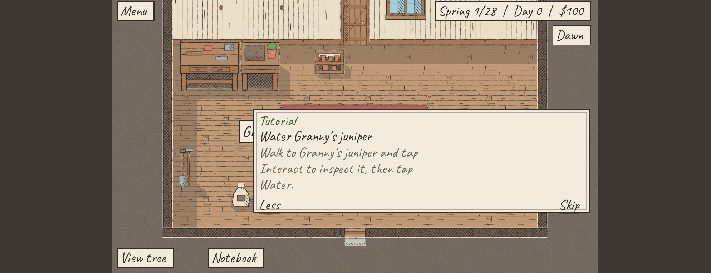 Menu
Spring 1/28 | Day 0 | $100
Dawn
Tutorial
Water Granny's juniper
Walk to Granny's juniper and tap
Interact to inspect it, then tap
Water.
Less
Skip
View tree
Notebook